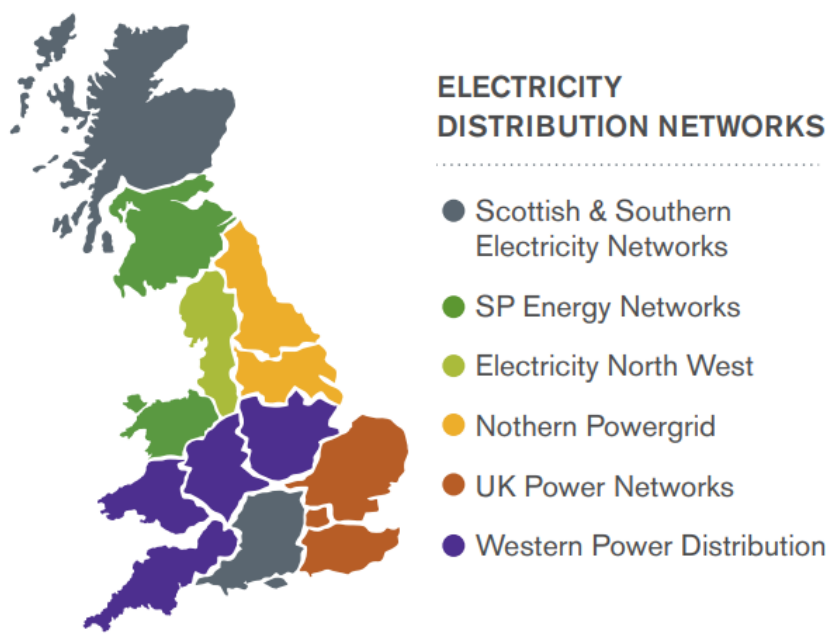 ELECTRICITY
DISTRIBUTION NETWORKS
Scottish & Southern
Electricity Networks
SP Energy Networks
Electricity North West
Nothern Powergrid
UK Power Networks
Western Power Distribution